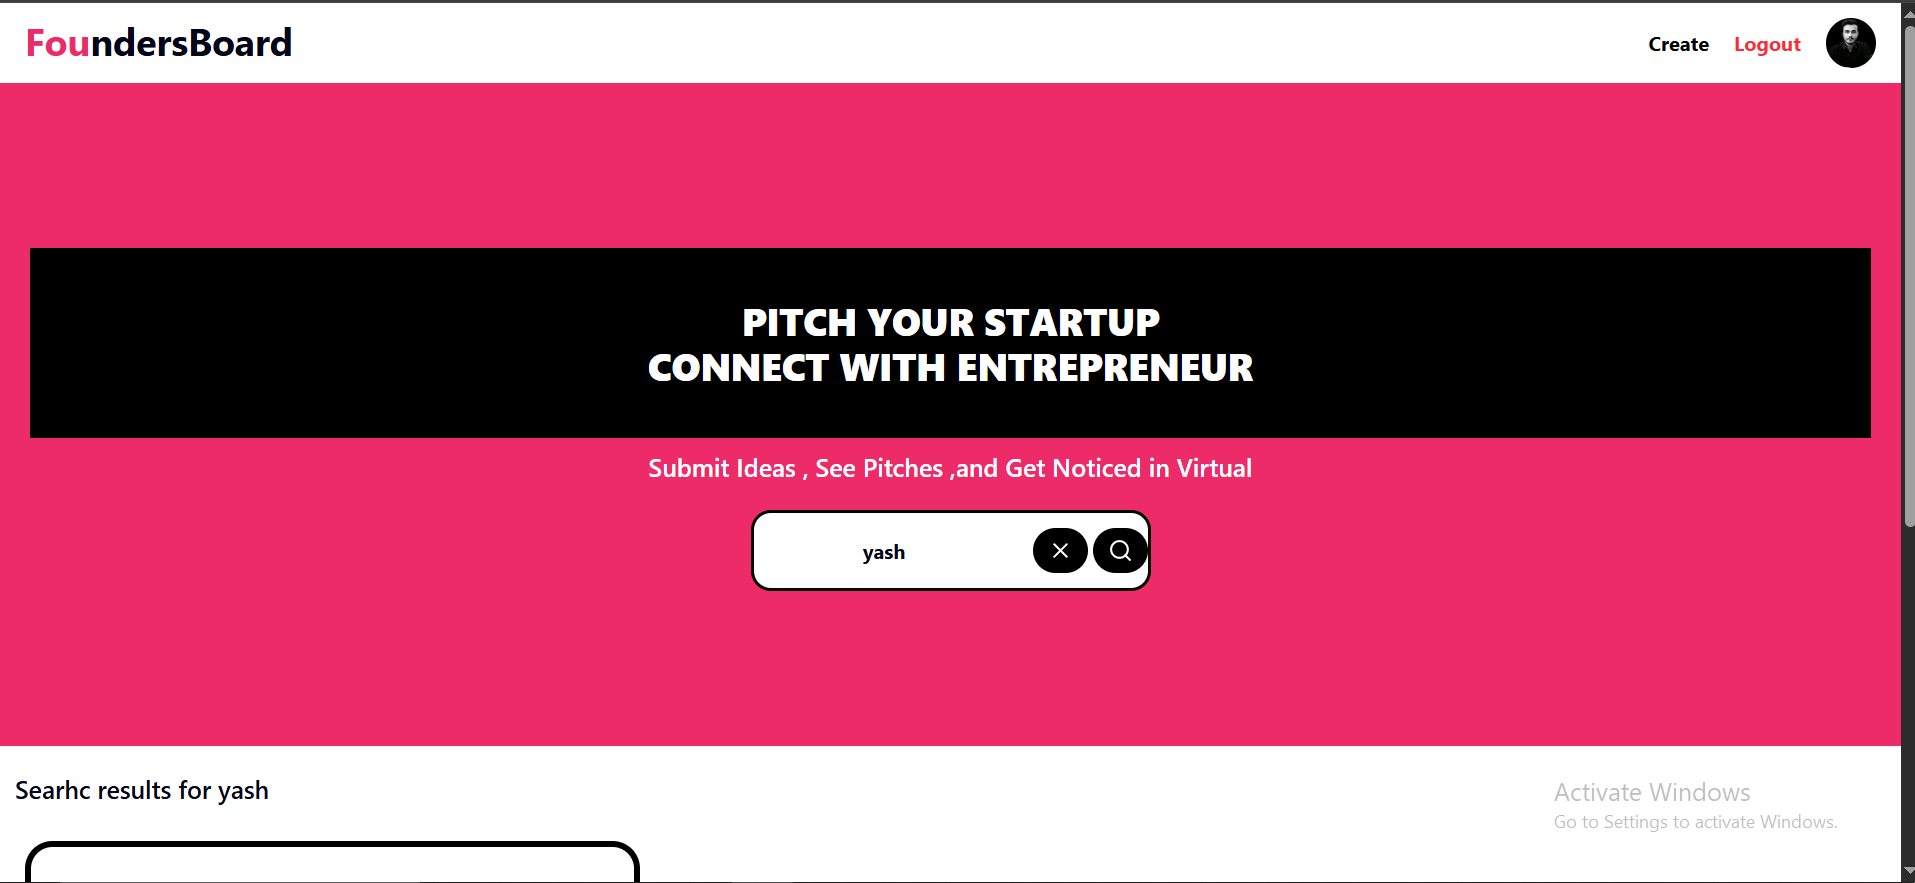 FoundersBoard
Create
Logout
PITCH YOUR STARTUP
CONNECT WITH ENTREPRENEUR
Submit Ideas , See Pitches ,and Get Noticed in Virtual
yash
Searhc results for yash
Activate Windows
Go to Settings to activate Windows.